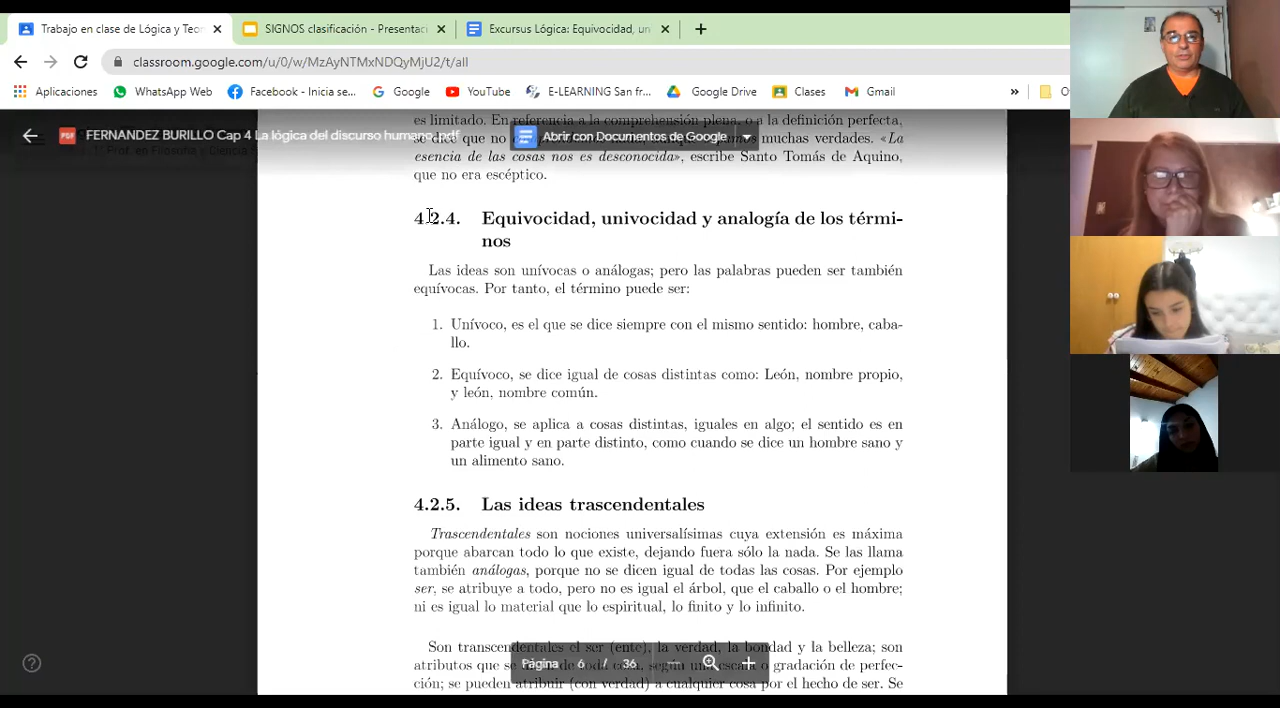 Trabajo en clase de Lógica y Teor
SIGNOS clasificación - Presentac
Excursus Lógica: Equivocidad, un
classroom.google.com/u/0/w/MzAyNTMxNDQyMjU2/t/all
Aplicaciones
WhatsApp Web
Facebook - Inicia se...
Google
YouTube
E-LEARNING San fr...
Google Drive
Clases
Gmail
»
FERNANDEZ BURILLO Cap 4 La lógica del discurso humano.pdf
Abrir con Documentos de Google
es limitado. En referencia a la comprensión plena, o a la definición perfecta,
se dice que no muchas verdades. «La
esencia de las cosas nos es desconocida», escribe Santo Tomás de Aquino,
que no era escéptico.
4.2.4. Equivocidad, univocidad y analogía de los térmi-
nos
Las ideas son unívocas o análogas; pero las palabras pueden ser también
equívocas. Por tanto, el término puede ser:
1. Unívoco, es el que se dice siempre con el mismo sentido: hombre, caba-
llo.
2. Equívoco, se dice igual de cosas distintas como: León, nombre propio,
y león, nombre común.
3. Análogo, se aplica a cosas distintas, iguales en algo; el sentido es en
parte igual y en parte distinto, como cuando se dice un hombre sano y
un alimento sano.
4.2.5. Las ideas trascendentales
Trascendentales son nociones universalísimas cuya extensión es máxima
porque abarcan todo lo que existe, dejando fuera sólo la nada. Se las llama
también análogas, porque no se dicen igual de todas las cosas. Por ejemplo
ser, se atribuye a todo, pero no es igual el árbol, que el caballo o el hombre;
ni es igual lo material que lo espiritual, lo finito y lo infinito.
Son transcendentales el ser (ente), la verdad, la bondad y la belleza; son
atributos que se de toda cosa, según una escala o gradación de perfec-
ción; se pueden atribuir (con verdad) a cualquier cosa por el hecho de ser. Se
Página 6 / 36